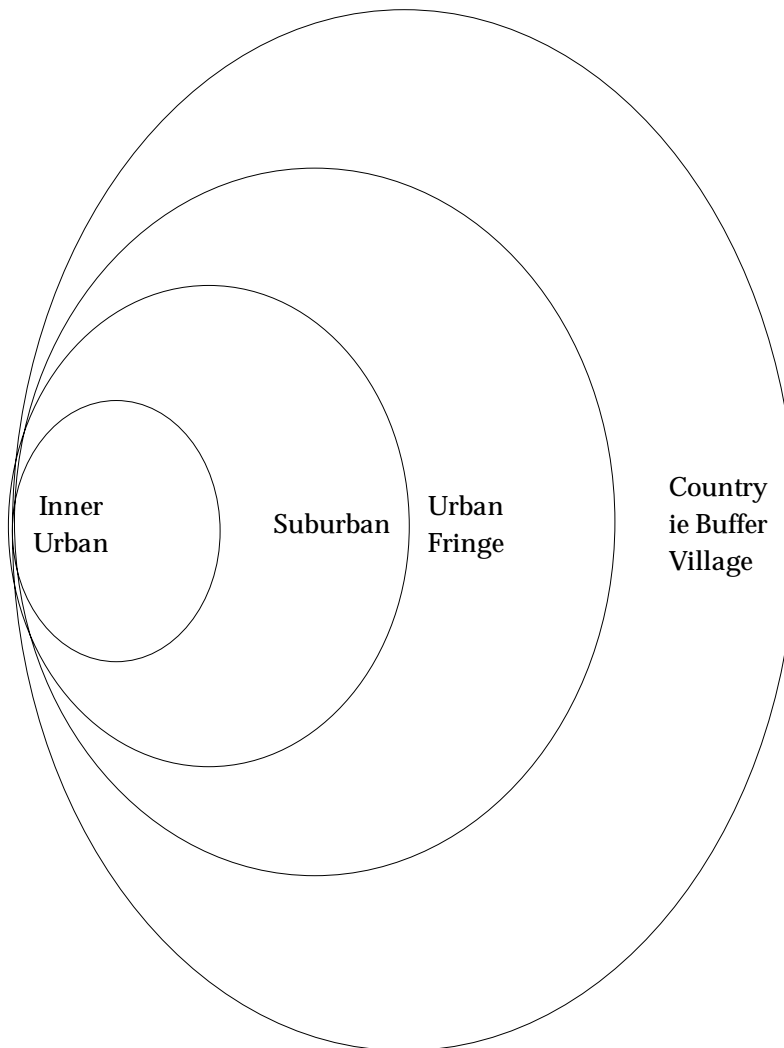 Inner
Urban
Suburban
Urban
Fringe
Country
ie Buffer
Village